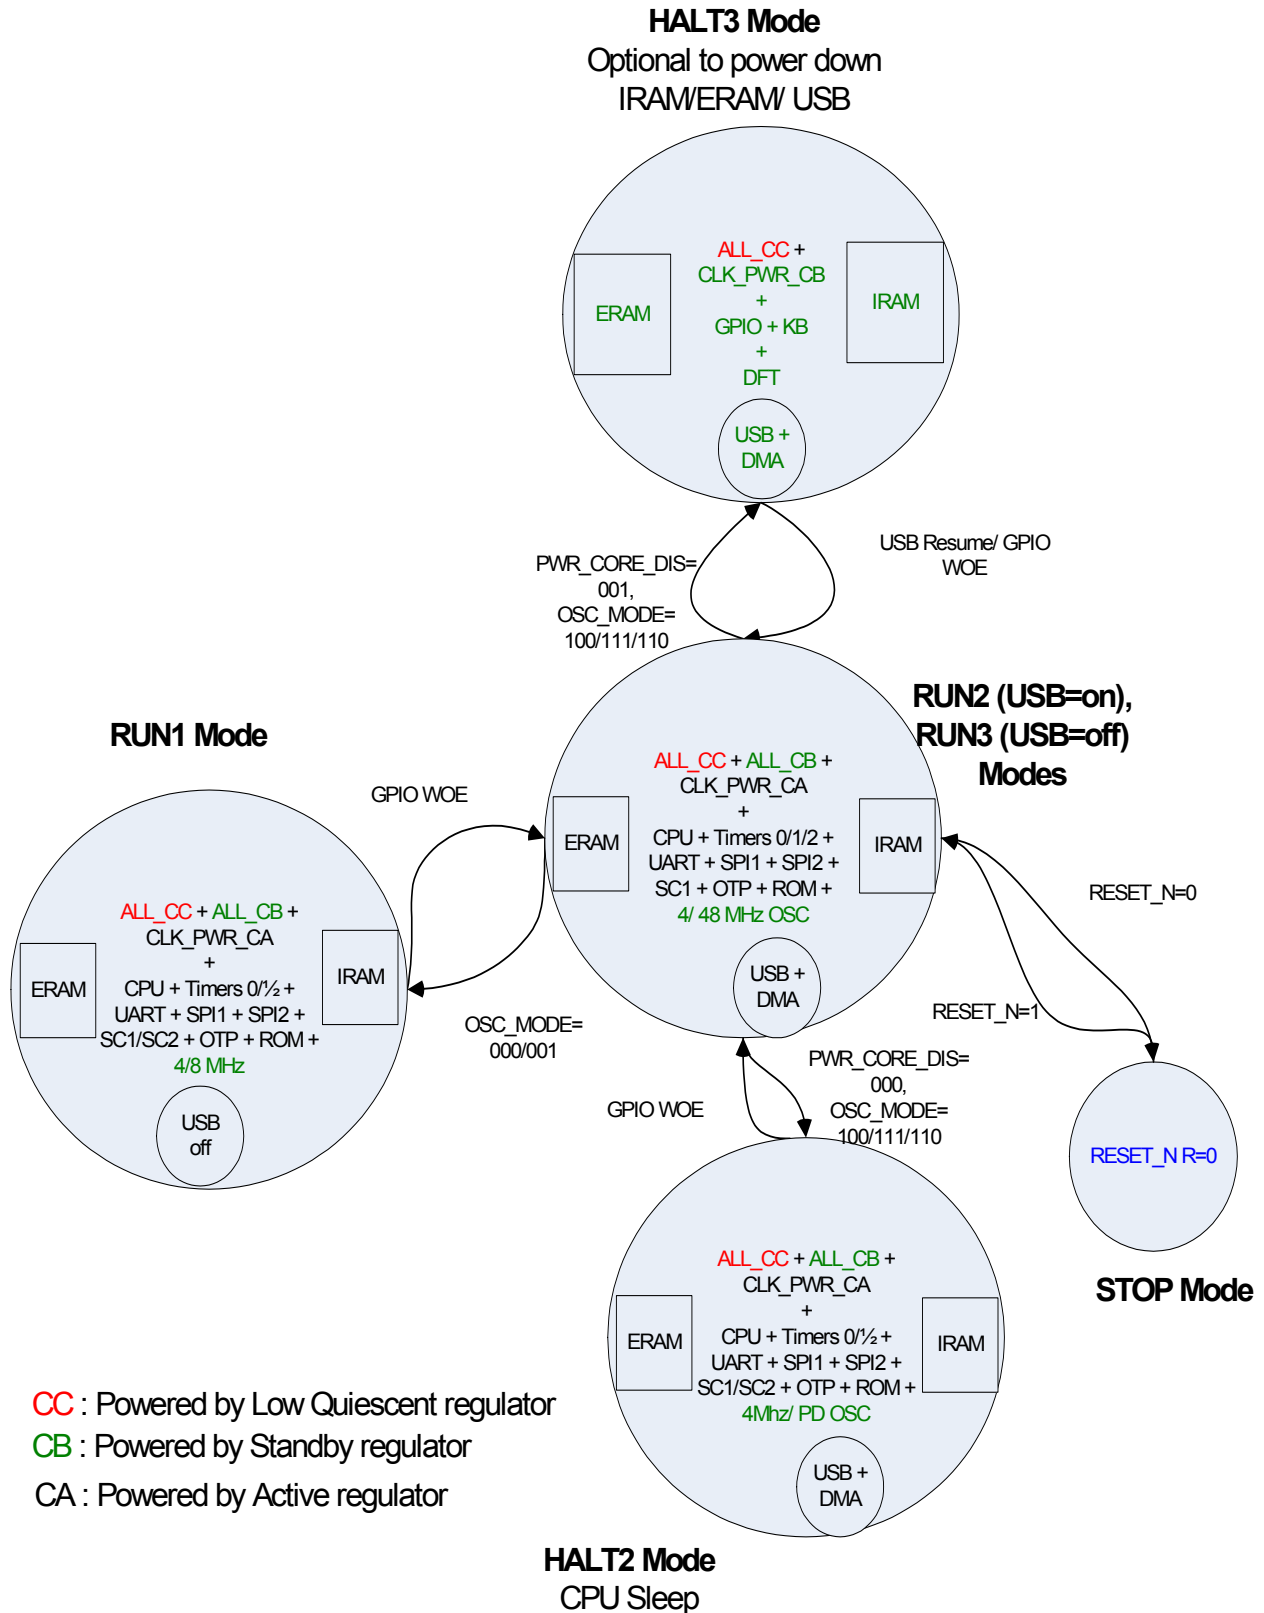 HALT3 Mode
Optional to power down
IRAM/ERAM/ USB
ALL_CC +
CLK_PWR_CB
+
GPIO + KB
+
DFT
ERAM
IRAM
USB +
DMA
PWR_CORE_DIS=
001,
OSC_MODE=
100/111/110
USB Resume/ GPIO
WOE
RUN2 (USB=on),
RUN3 (USB=off)
Modes
ALL_CC + ALL_CB +
CLK_PWR_CA
+
CPU + Timers 0/1/2 +
UART + SPI1 + SPI2 +
SC1 + OTP + ROM +
4/ 48 MHz OSC
ERAM
IRAM
USB +
DMA
RUN1 Mode
GPIO WOE
ALL_CC + ALL_CB +
CLK_PWR_CA
+
CPU + Timers 0/½ +
UART + SPI1 + SPI2 +
SC1/SC2 + OTP + ROM +
4/8 MHz
ERAM
IRAM
USB
off
OSC_MODE=
000/001
RESET_N=0
RESET_N=1
RESET_N R=0
STOP Mode
GPIO WOE
PWR_CORE_DIS=
000,
OSC_MODE=
100/111/110
ALL_CC + ALL_CB +
CLK_PWR_CA
+
CPU + Timers 0/½ +
UART + SPI1 + SPI2 +
SC1/SC2 + OTP + ROM +
4Mhz/ PD OSC
ERAM
IRAM
USB +
DMA
HALT2 Mode
CPU Sleep
CC : Powered by Low Quiescent regulator
CB : Powered by Standby regulator
CA : Powered by Active regulator